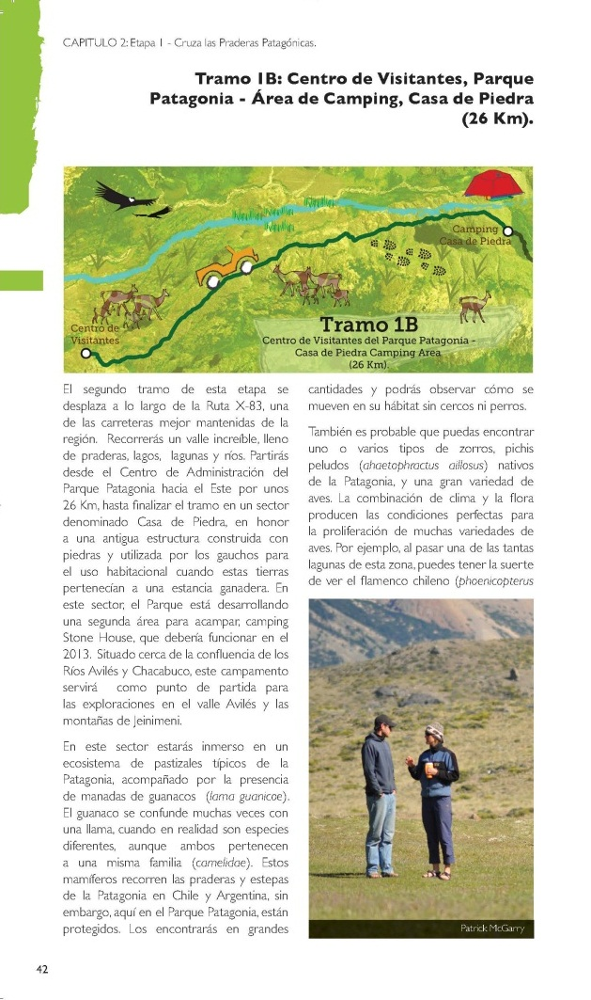 CAPITULO 2: Etapa 1 - Cruza las Praderas Patagónicas.
Tramo 1B: Centro de Visitantes, Parque
Patagonia - Área de Camping, Casa de Piedra
(26 Km).
Camping
Casa de Piedra
Centro de
Visitantes
Tramo 1B
Centro de Visitantes del Parque Patagonia -
Casa de Piedra Camping Area
(26 Km).
El segundo tramo de esta etapa se
desplaza a lo largo de la Ruta X-83, una
de las carreteras mejor mantenidas de la
región. Recorrerás un valle increíble, lleno
de praderas, lagos, lagunas y ríos. Partirás
desde el Centro de Administración del
Parque Patagonia hacia el Este por unos
26 Km, hasta finalizar el tramo en un sector
denominado Casa de Piedra, en honor
a una antigua estructura construida con
piedras y utilizada por los gauchos para
el uso habitacional cuando estas tierras
pertenecían a una estancia ganadera. En
este sector, el Parque está desarrollando
una segunda área para acampar, camping
Stone House, que debería funcionar en el
2013. Situado cerca de la confluencia de los
Ríos Avilés y Chacabuco, este campamento
servirá como punto de partida para
las exploraciones en el valle Avilés y las
montañas de Jeinimeni.
En este sector estarás inmerso en un
ecosistema de pastizales típicos de la
Patagonia, acompañado por la presencia
de manadas de guanacos (lama guanicoe).
El guanaco se confunde muchas veces con
una llama, cuando en realidad son especies
diferentes, aunque ambos pertenecen
a una misma familia (camelidae). Estos
mamíferos recorren las praderas y estepas
de la Patagonia en Chile y Argentina, sin
embargo, aquí en el Parque Patagonia, están
protegidos. Los encontrarás en grandes
cantidades y podrás observar cómo se
mueven en su hábitat sin cercos ni perros.
También es probable que puedas encontrar
uno o varios tipos de zorros, pichis
peludos (ahaetophractus aillosus) nativos
de la Patagonia, y una gran variedad de
aves. La combinación de clima y la flora
producen las condiciones perfectas para
la proliferación de muchas variedades de
aves. Por ejemplo, al pasar una de las tantas
lagunas de esta zona, puedes tener la suerte
de ver el flamenco chileno (phoenicopterus
Patrick McGarry
42